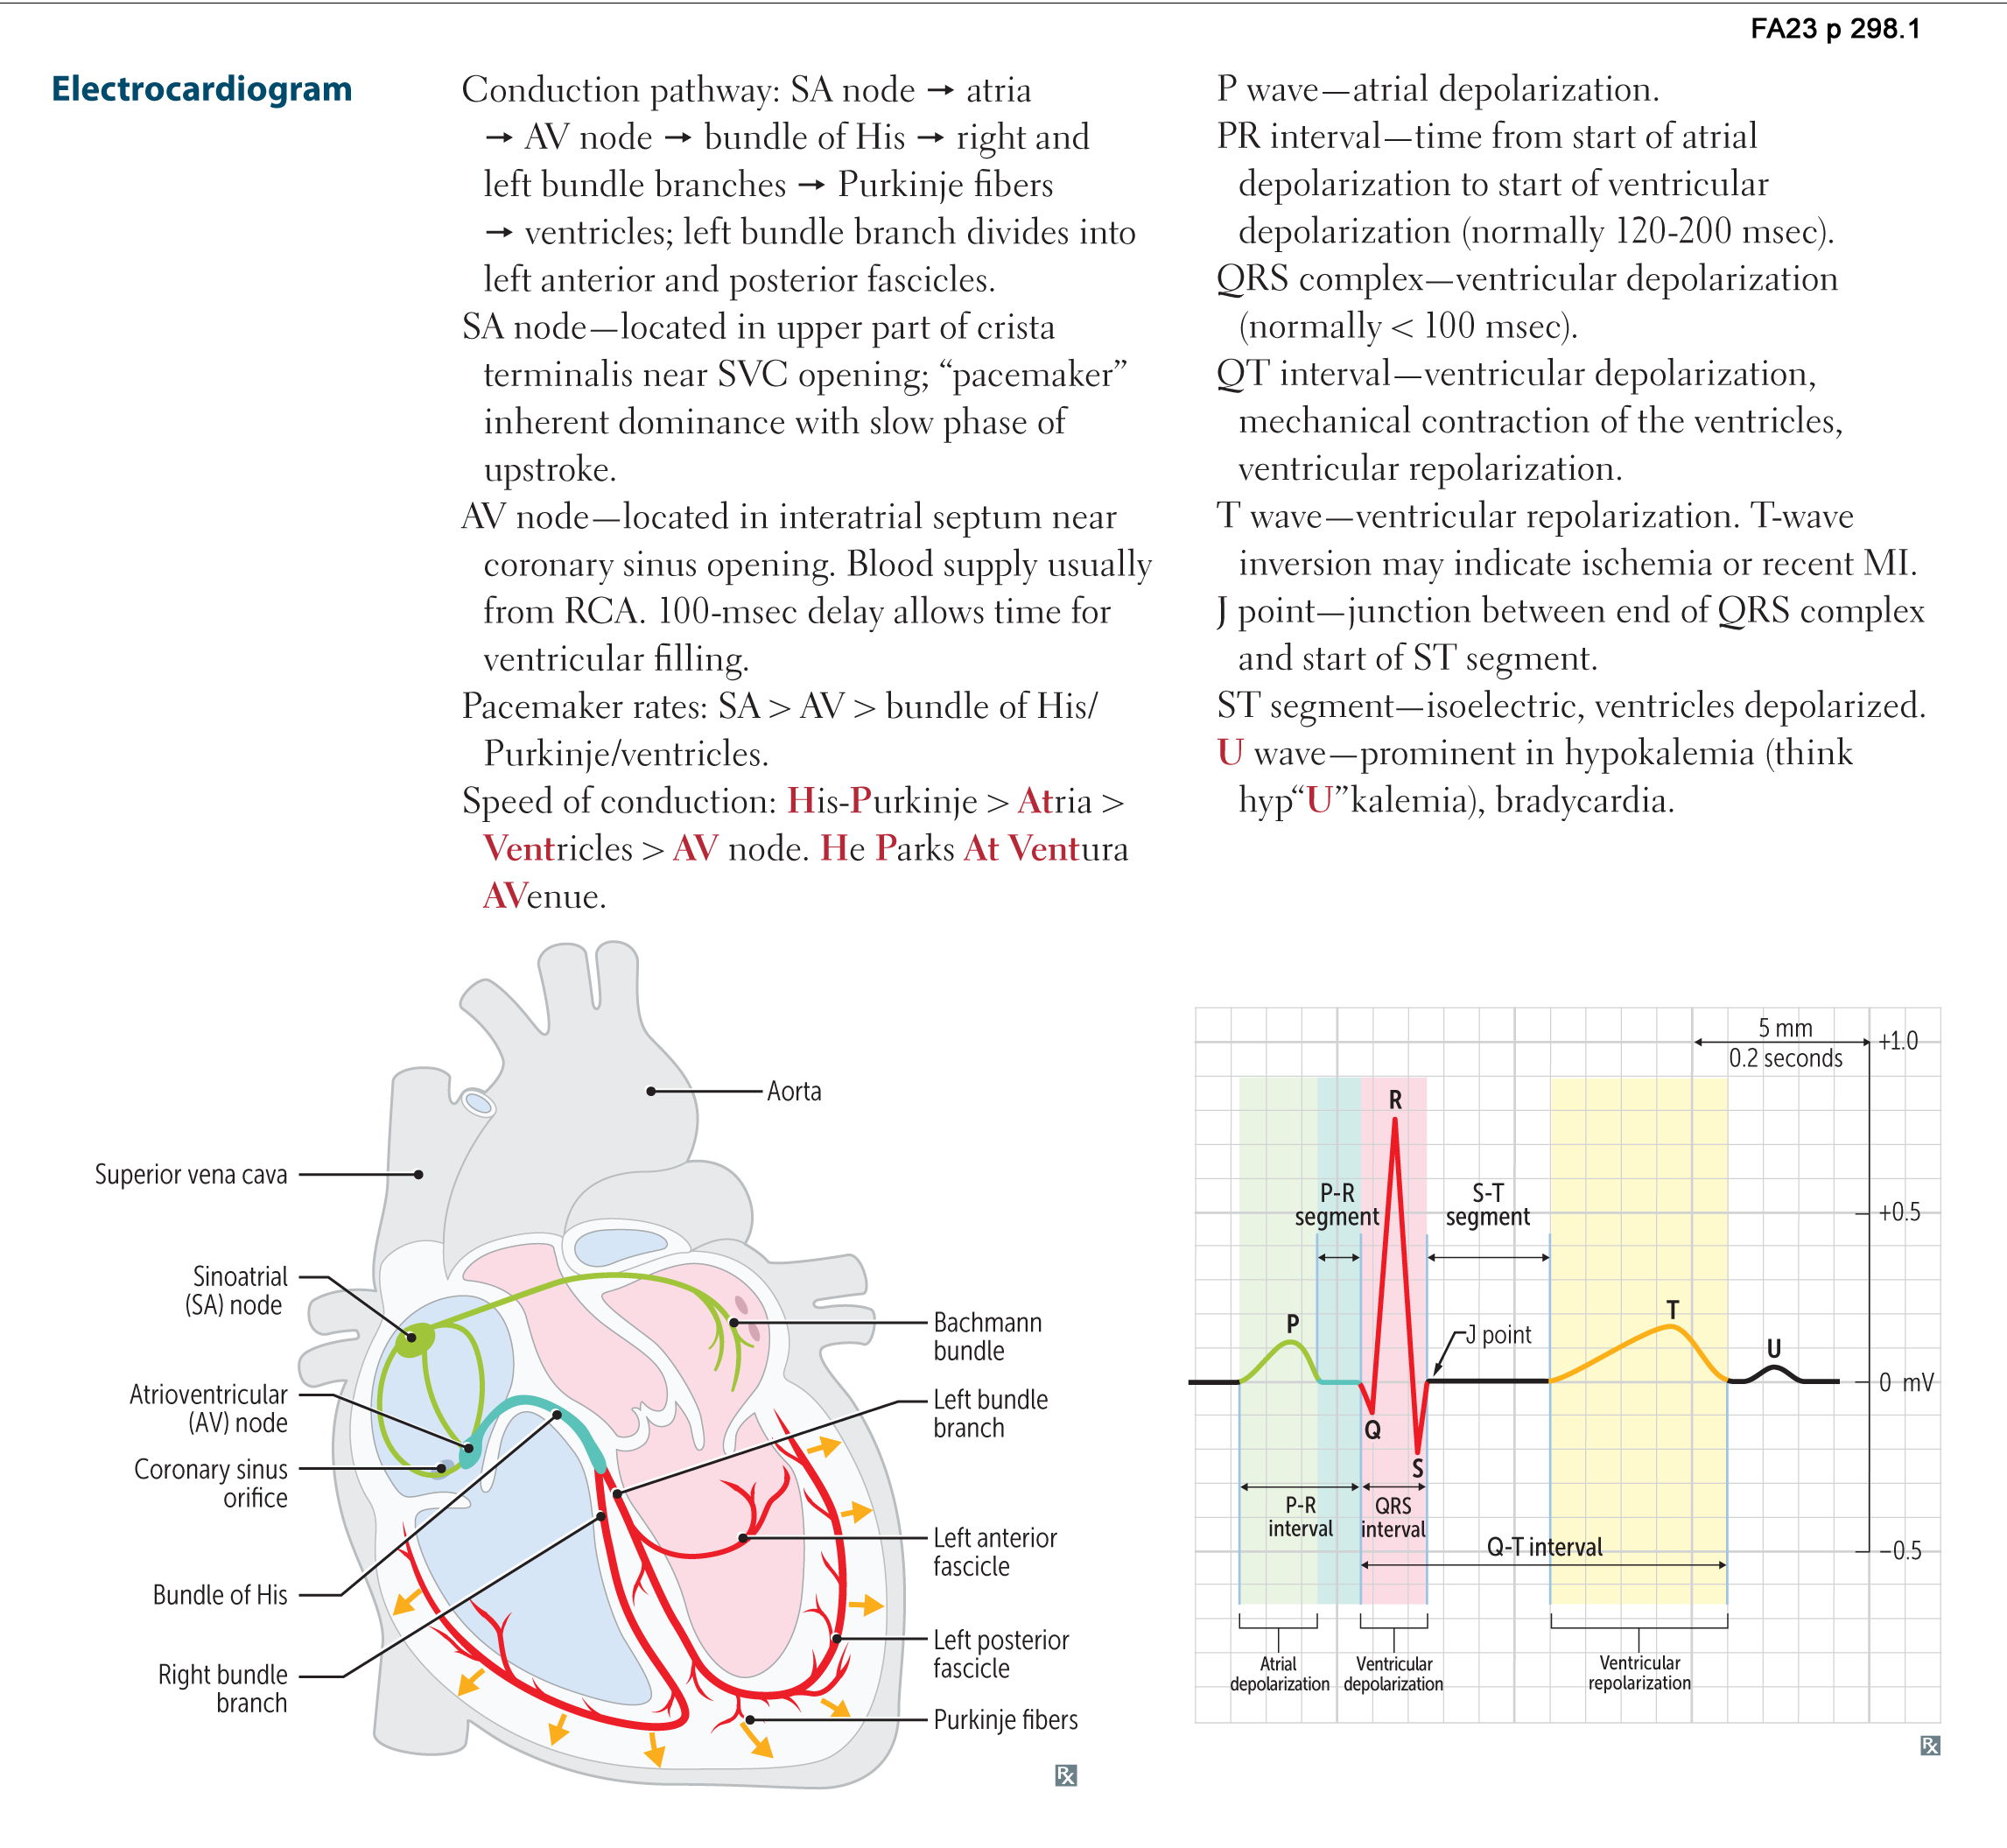 FA23 p 298.1
Electrocardiogram
Conduction pathway: SA node → atria
→ AV node → bundle of His → right and
left bundle branches → Purkinje fibers
→ ventricles; left bundle branch divides into
left anterior and posterior fascicles.
SA node—located in upper part of crista
terminalis near SVC opening; “pacemaker”
inherent dominance with slow phase of
upstroke.
AV node—located in interatrial septum near
coronary sinus opening. Blood supply usually
from RCA. 100-msec delay allows time for
ventricular filling.
Pacemaker rates: SA > AV > bundle of His/
Purkinje/ventricles.
Speed of conduction: His-Purkinje > Atria >
Ventricles > AV node. He Parks At Ventura
AVenue.
P wave—atrial depolarization.
PR interval—time from start of atrial
depolarization to start of ventricular
depolarization (normally 120-200 msec).
QRS complex—ventricular depolarization
(normally < 100 msec).
QT interval—ventricular depolarization,
mechanical contraction of the ventricles,
ventricular repolarization.
T wave—ventricular repolarization. T-wave
inversion may indicate ischemia or recent MI.
J point—junction between end of QRS complex
and start of ST segment.
ST segment—isoelectric, ventricles depolarized.
U wave—prominent in hypokalemia (think
hyp“U”kalemia), bradycardia.
Aorta
Superior vena cava
Sinoatrial
(SA) node
Atrioventricular
(AV) node
Coronary sinus
orifice
Bundle of His
Right bundle
branch
Bachmann
bundle
Left bundle
branch
Left anterior
fascicle
Left posterior
fascicle
Purkinje fibers
Rx
5 mm
0.2 seconds
+1.0
R
P-R
segment
S-T
segment
+0.5
P
J point
T
U
0 mV
Q
S
P-R
interval
QRS
interval
Q-T interval
−0.5
Atrial
depolarization
Ventricular
depolarization
Ventricular
repolarization
Rx